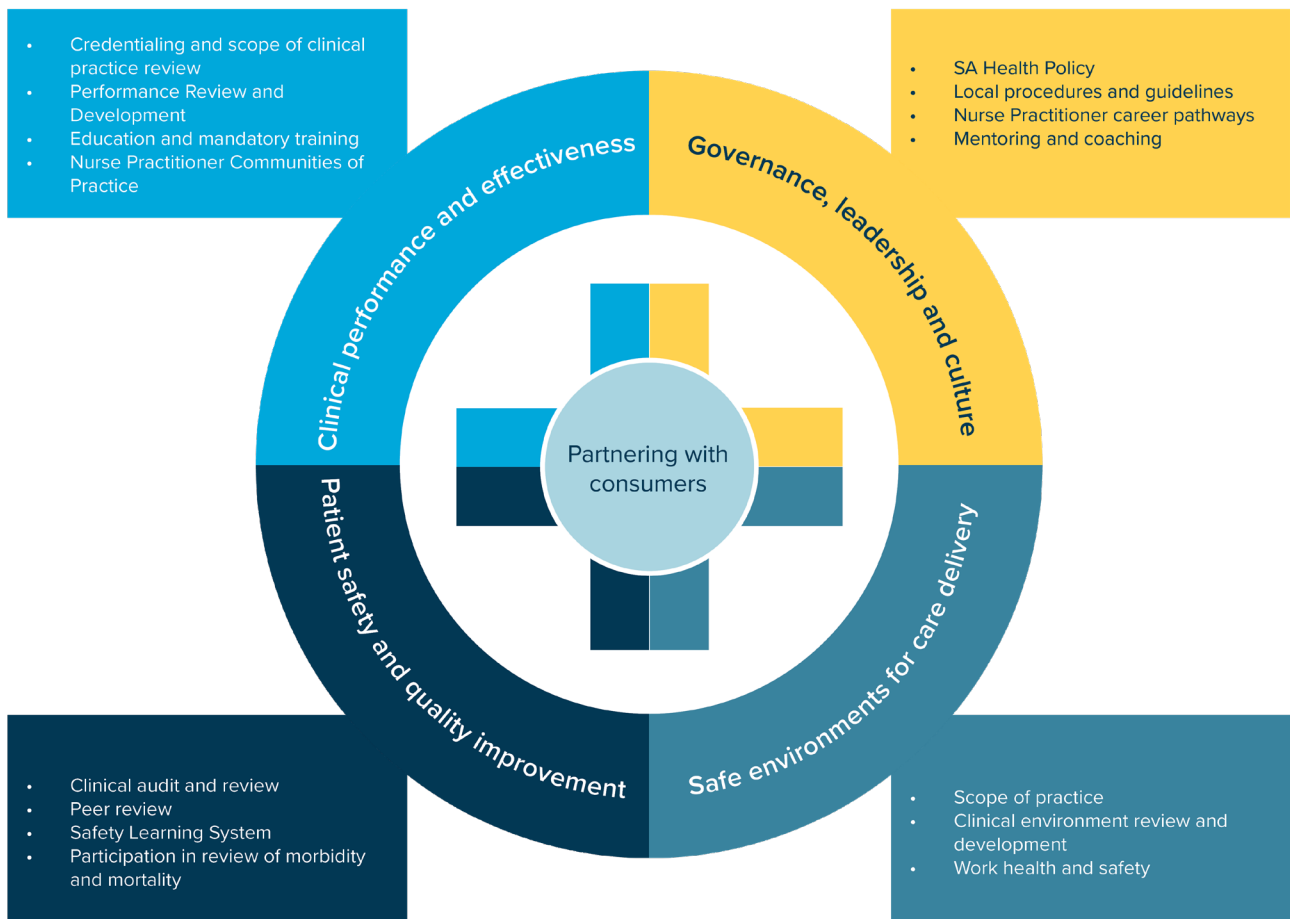 • Credentialing and scope of clinical
practice review
• Performance Review and
Development
• Education and mandatory training
• Nurse Practitioner Communities of
Practice
• SA Health Policy
• Local procedures and guidelines
• Nurse Practitioner career pathways
• Mentoring and coaching
Clinical performance and effectiveness
Governance, leadership and culture
Partnering with
consumers
Patient safety and quality improvement
Safe environments for care delivery
• Clinical audit and review
• Peer review
• Safety Learning System
• Participation in review of morbidity
and mortality
• Scope of practice
• Clinical environment review and
development
• Work health and safety